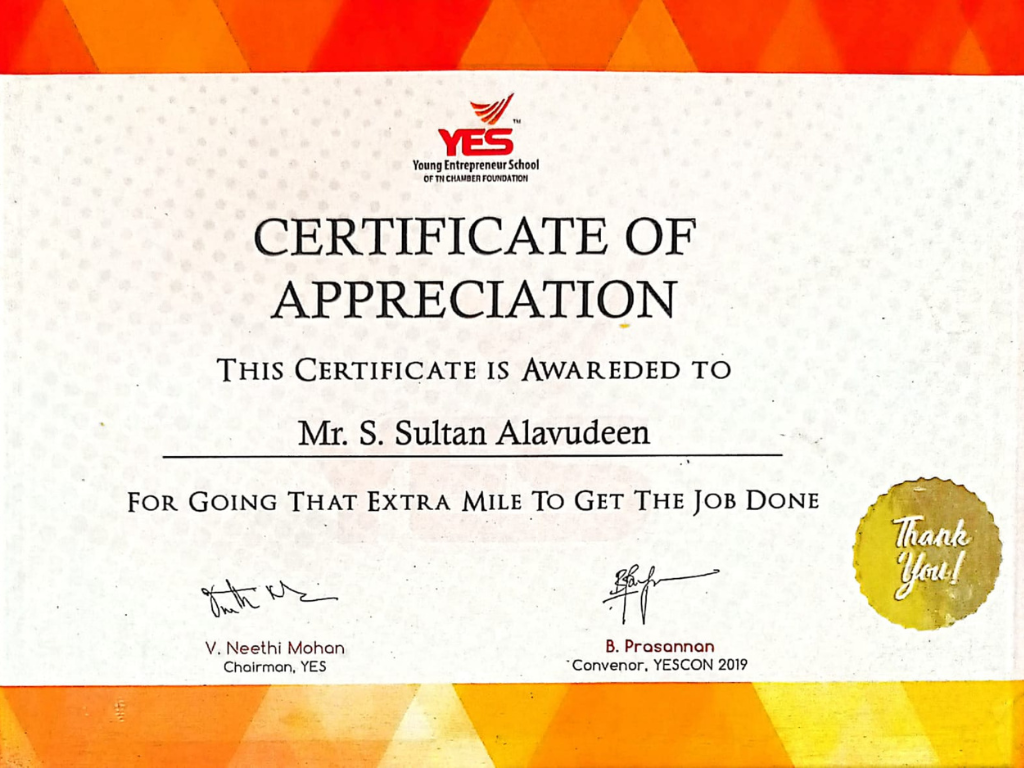 YES™
Young Entrepreneur School
OF TN CHAMBER FOUNDATION
CERTIFICATE OF
APPRECIATION
THIS CERTIFICATE IS AWAREDED TO
Mr. S. Sultan Alavudeen
FOR GOING THAT EXTRA MILE TO GET THE JOB DONE
Thank
You!
V. Neethi Mohan
Chairman, YES
B. Prasannan
Convenor, YESCON 2019